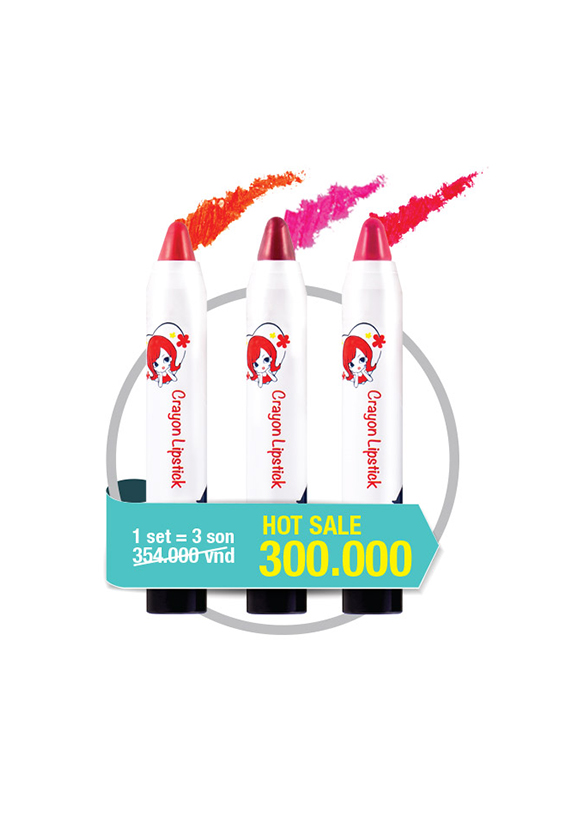 Crayon Lipstick
Crayon Lipstick
Crayon Lipstick
1 set = 3 son
354.000 vnd
HOT SALE
300.000